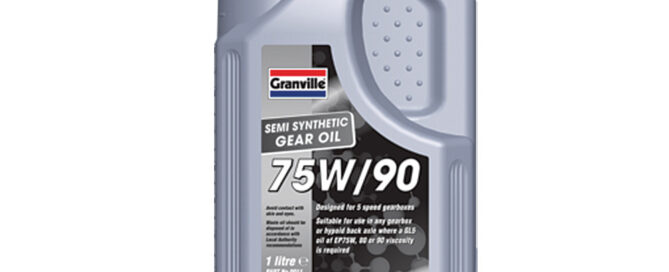 Granville
SEMI SYNTHETIC
GEAR OIL
75W/90
Avoid contact with
skin and eyes.
Waste oil should be
disposed of in
accordance with
Local Authority
recommendations
Designed for 5 speed gearboxes
Suitable for use in any gearbox
or hypoid back axle where a GL5
oil of EP75W, 80 or 90 viscosity
is required
1 litre e